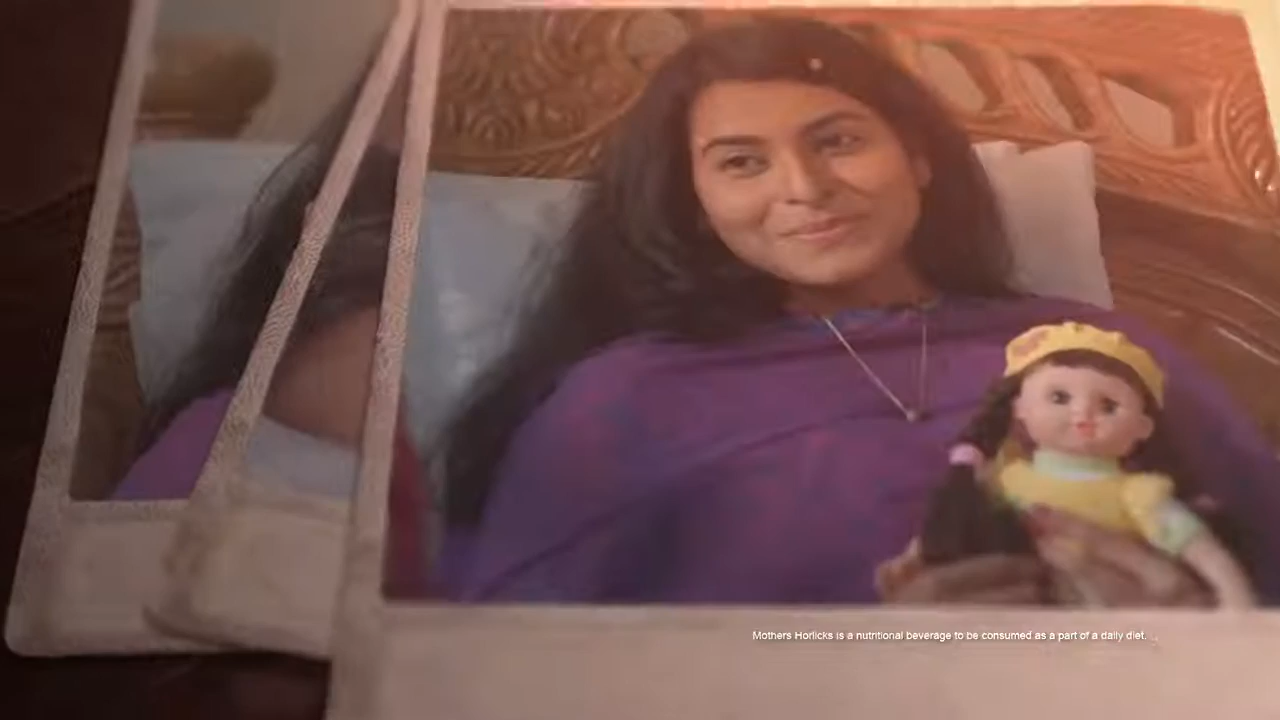 Mothers Horlicks is a nutritional beverage to be consumed as a part of a daily diet.